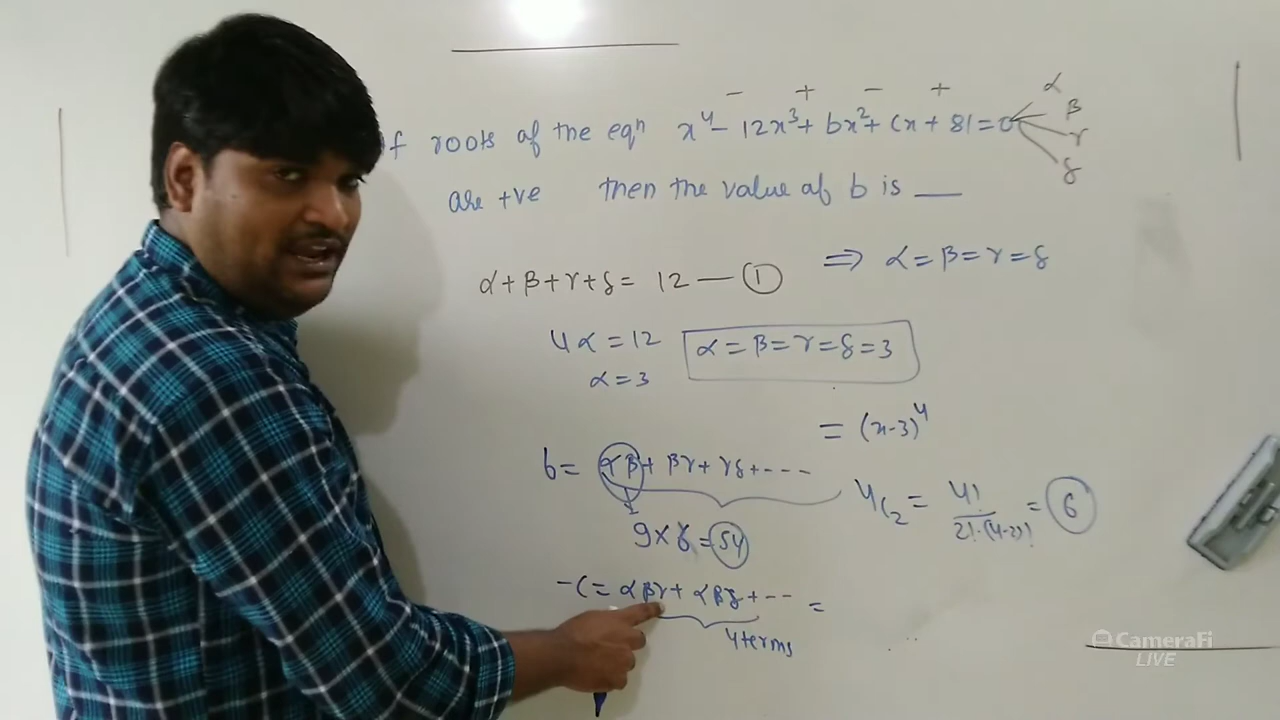 - + - +
f roots of the eqn x⁴ - 12x³ + bx² + cx + 81 = 0 α β γ δ
are +ve then the value of b is ___
⇒ α = β = γ = δ
α + β + γ + δ = 12 — ①
4α = 12
α = β = γ = δ = 3
α = 3
= (x-3)⁴
b = αβ + βγ + γδ + ----
4C₂ = 4! / 2!·(4-2)! = 6
9 × 6 = 54
-c = αβγ + αβδ + -- =
4 terms
CameraFi
LIVE